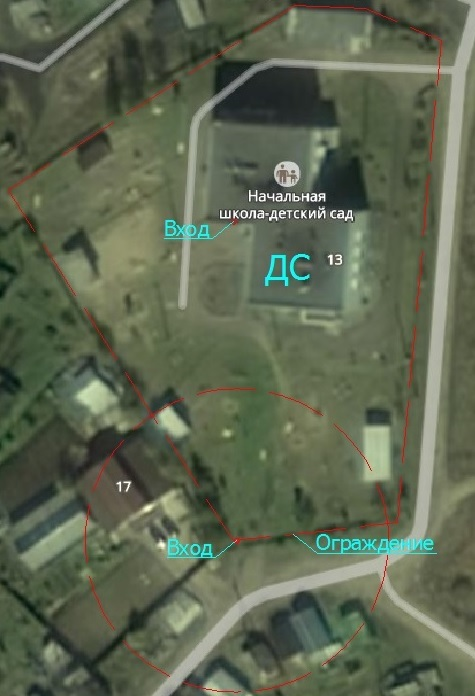 Начальная
школа-детский сад
Вход
ДС 13
17
Вход
Ограждение